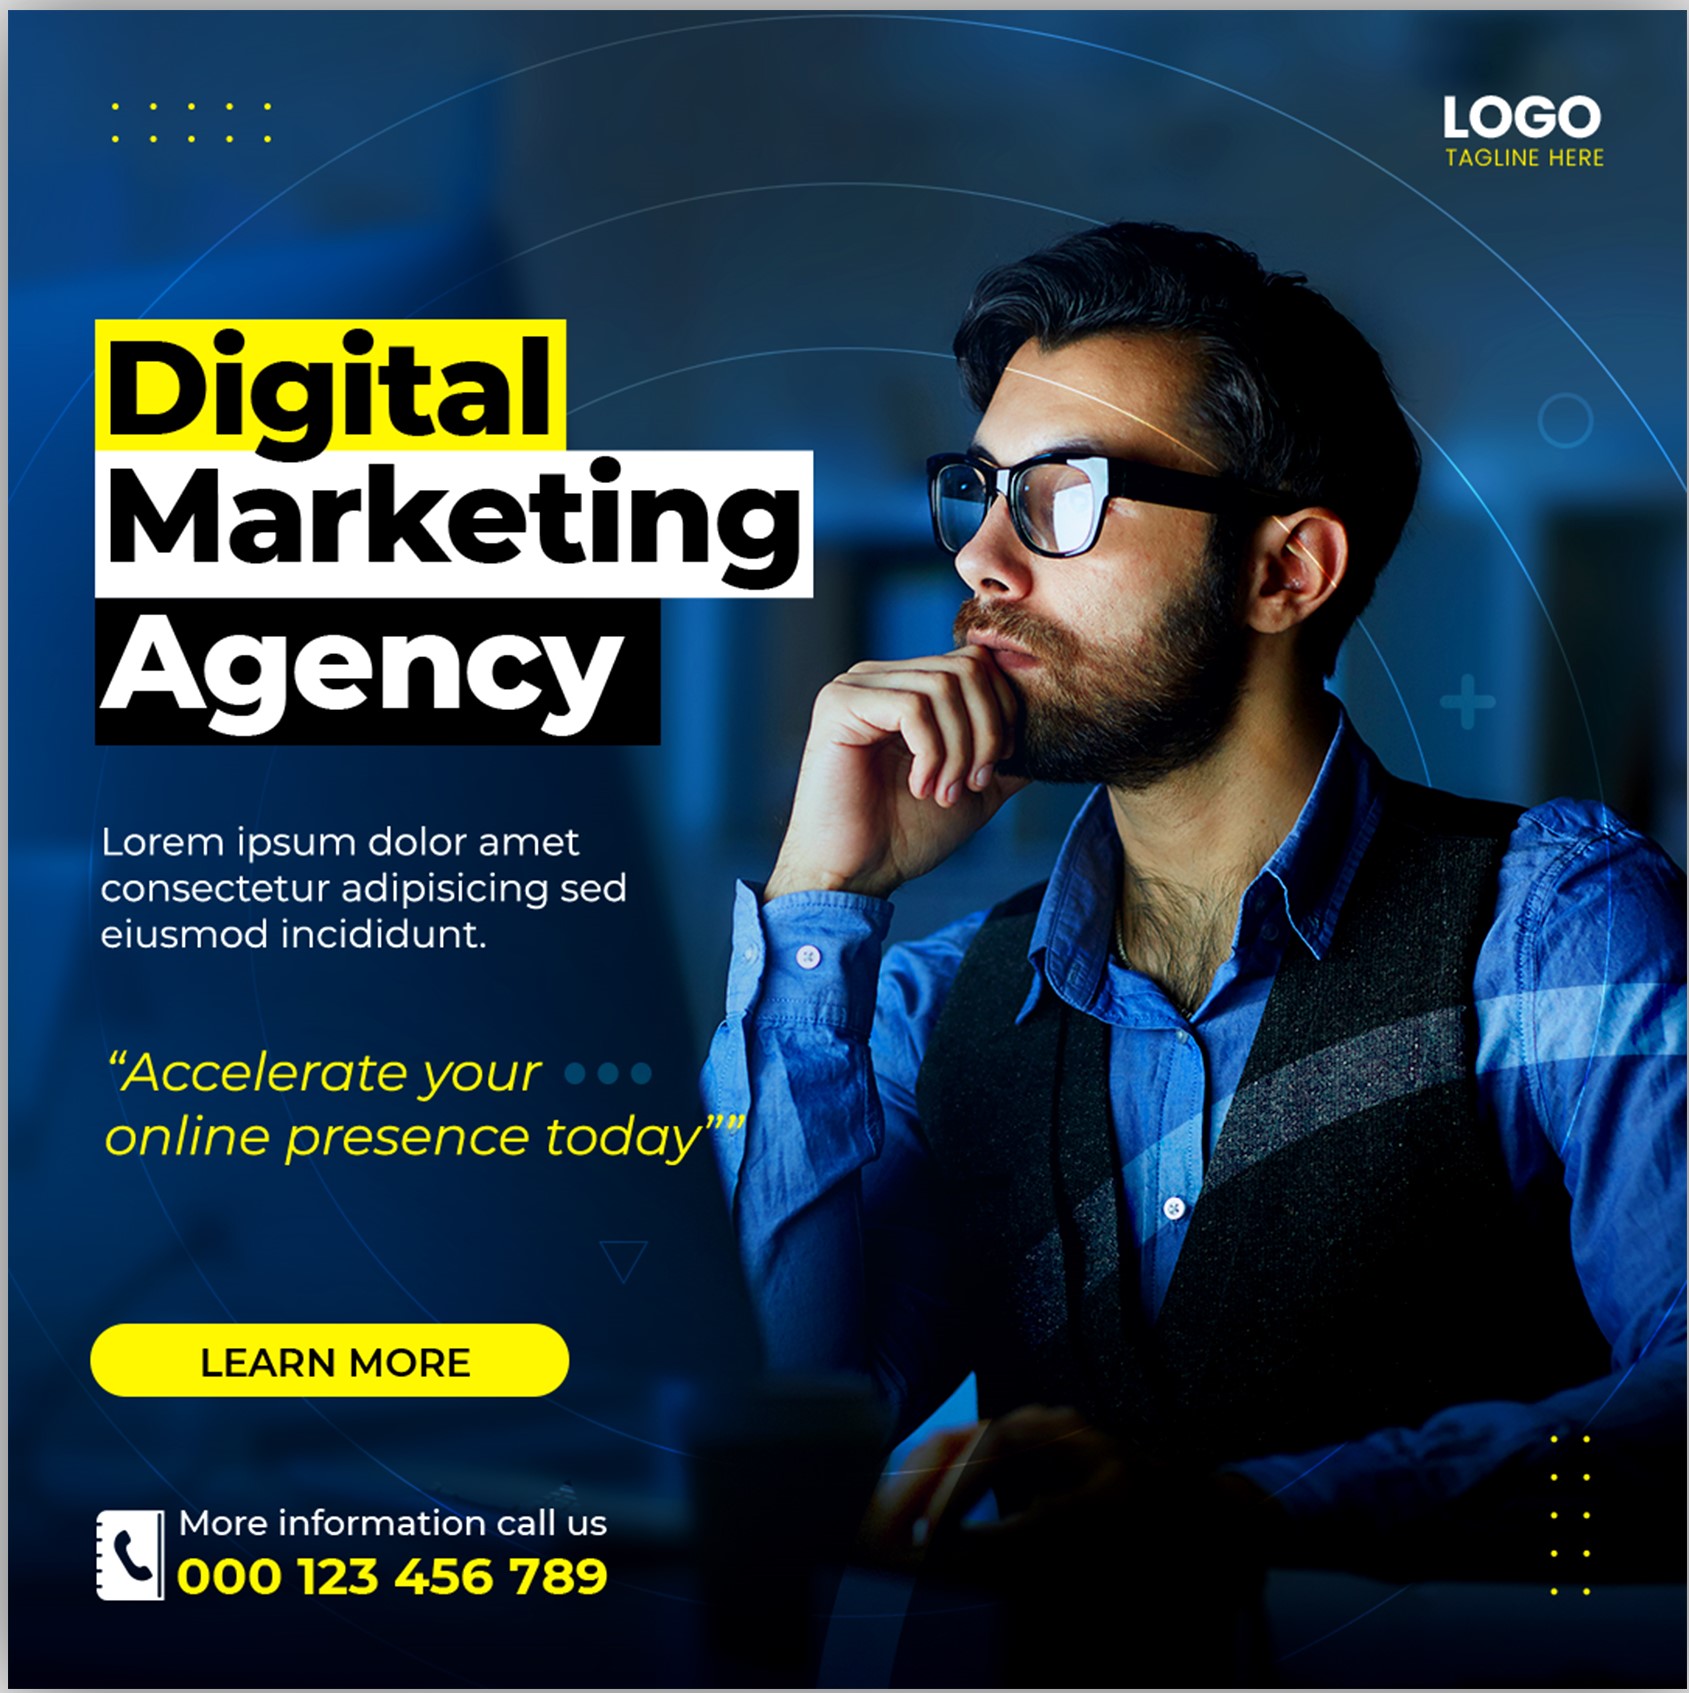 LOGO
TAGLINE HERE
Digital
Marketing
Agency
Lorem ipsum dolor amet
consectetur adipisicing sed
eiusmod incididunt.
“Accelerate your
online presence today””
LEARN MORE
More information call us
000 123 456 789